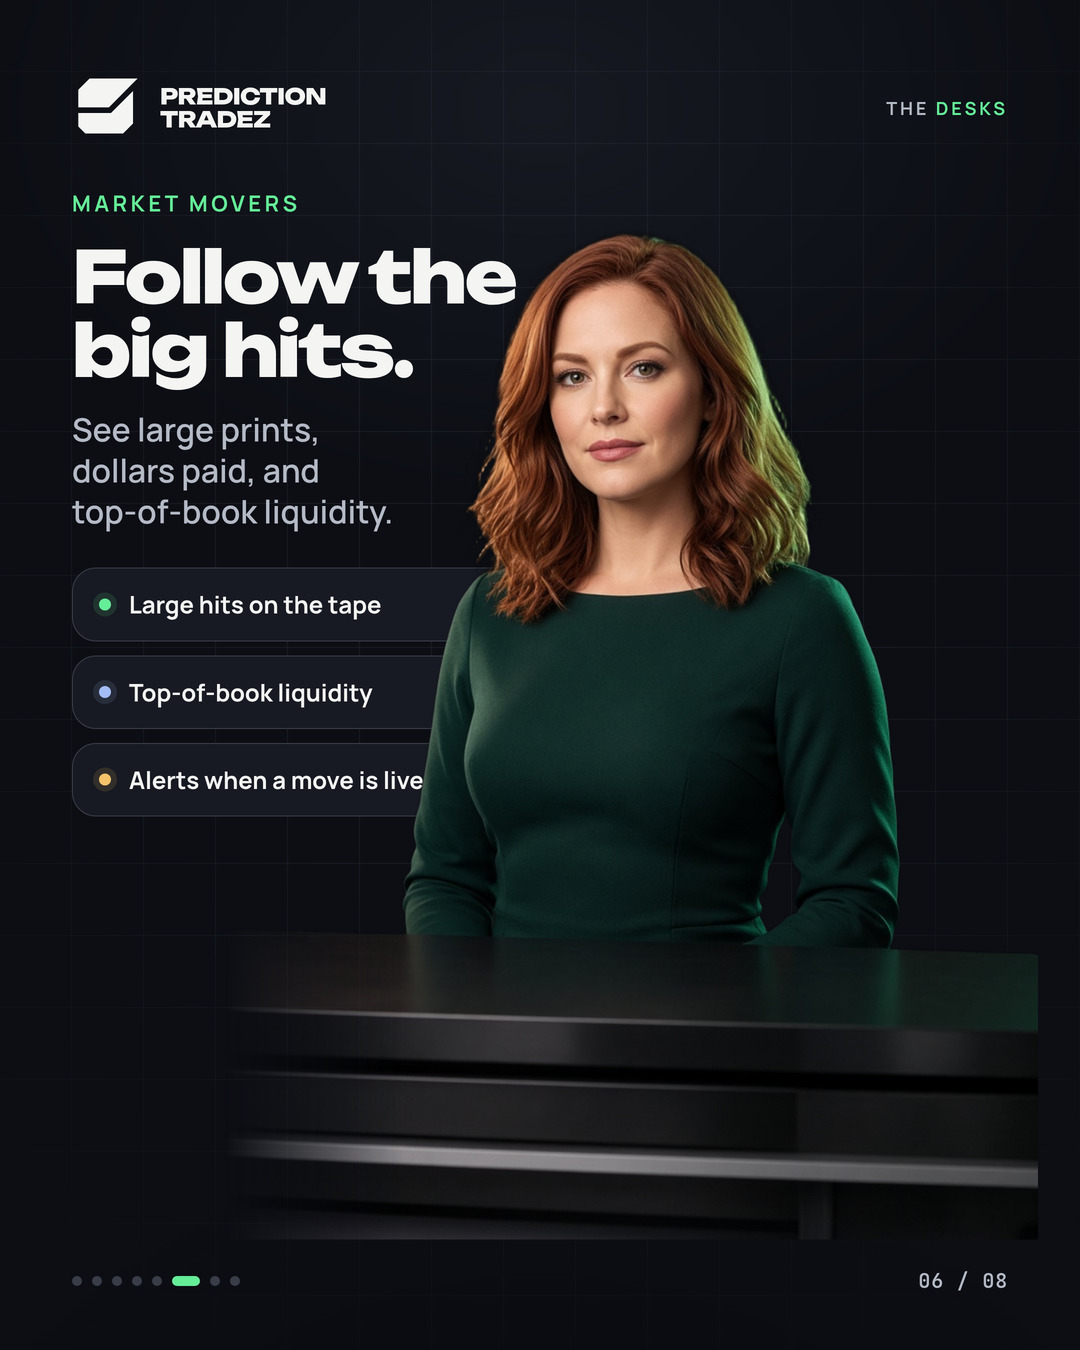 PREDICTION
TRADEZ
THE DESKS
MARKET MOVERS
Follow the
big hits.
See large prints,
dollars paid, and
top-of-book liquidity.
Large hits on the tape
Top-of-book liquidity
Alerts when a move is live
06 / 08